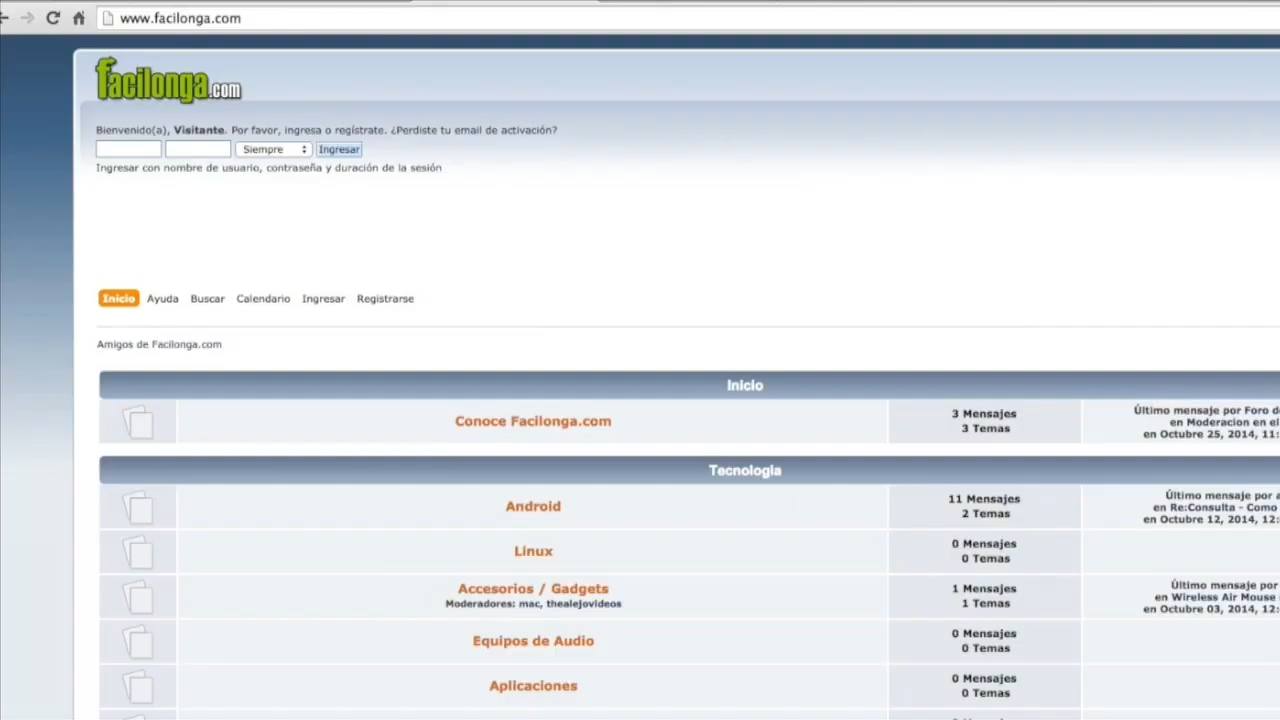 www.facilonga.com
facilonga.com
Bienvenido(a), Visitante. Por favor, ingresa o regístrate. ¿Perdiste tu email de activación?
Siempre Ingresar
Ingresar con nombre de usuario, contraseña y duración de la sesión
Inicio Ayuda Buscar Calendario Ingresar Registrarse
Amigos de Facilonga.com
Inicio
Conoce Facilonga.com
3 Mensajes
3 Temas
Último mensaje por Foro d
en Moderacion en el
en Octubre 25, 2014, 11:
Tecnologia
Android
11 Mensajes
2 Temas
Último mensaje por a
en Re:Consulta - Como
en Octubre 12, 2014, 12:
Linux
0 Mensajes
0 Temas
Accesorios / Gadgets
Moderadores: mac, thealejovideos
1 Mensajes
1 Temas
Último mensaje por
en Wireless Air Mouse
en Octubre 03, 2014, 12:
Equipos de Audio
0 Mensajes
0 Temas
Aplicaciones
0 Mensajes
0 Temas